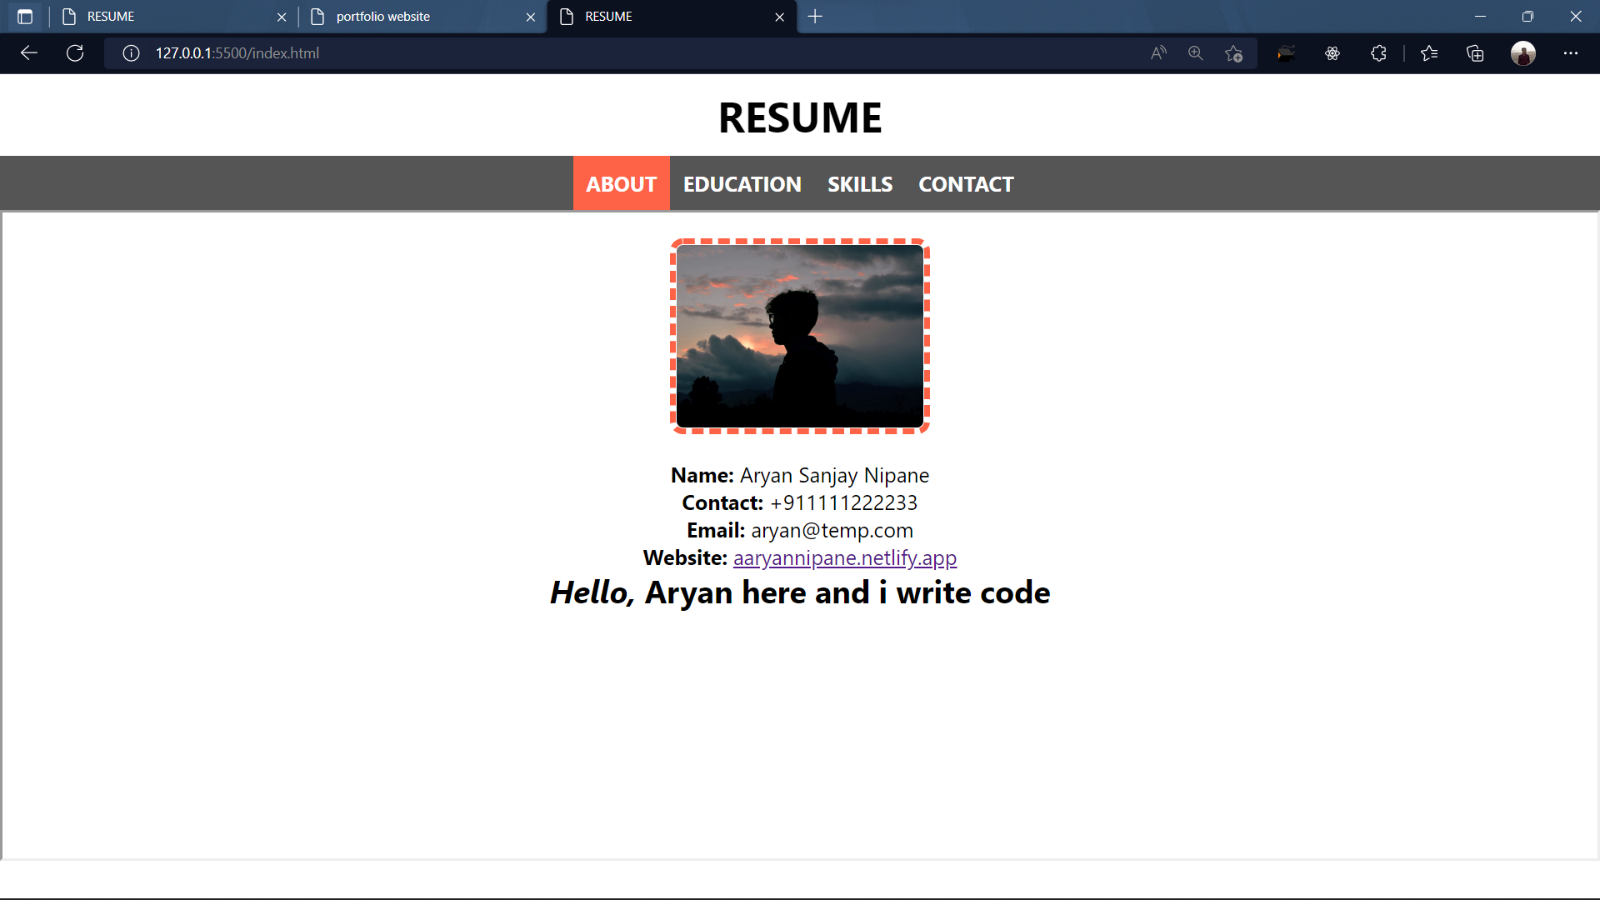 RESUME
portfolio website
RESUME
127.0.0.1:5500/index.html
RESUME
ABOUT EDUCATION SKILLS CONTACT
Name: Aryan Sanjay Nipane
Contact: +911111222233
Email: aryan@temp.com
Website: aaryannipane.netlify.app
Hello, Aryan here and i write code